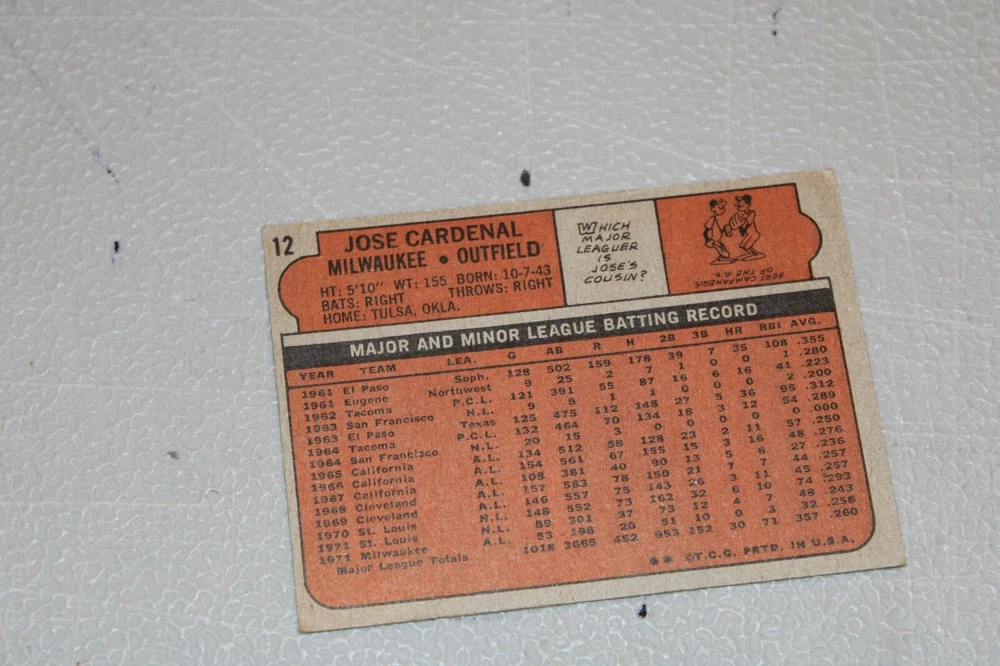 12
JOSE CARDENAL
MILWAUKEE • OUTFIELD
HT: 5'10" WT: 155 BORN: 10-7-43
BATS: RIGHT THROWS: RIGHT
HOME: TULSA, OKLA.
WHICH
MAJOR
LEAGUER
IS
JOSE'S
COUSIN?
BERT CAMPANERIS
OF THE A'S.
MAJOR AND MINOR LEAGUE BATTING RECORD
YEAR TEAM LEA. G AB R H 2B 3B HR RBI AVG.
1961 El Paso Soph. 128 502 159 178 39 7 35 108 .355
1961 Eugene Northwest 9 25 2 7 1 0 0 1 .280
1962 Tacoma P.C.L. 121 391 55 87 16 6 16 41 .223
1963 San Francisco N.L. 9 5 1 1 0 0 0 2 .200
1963 El Paso Texas 125 475 112 148 27 5 36 95 .312
1964 Tacoma P.C.L. 132 464 70 134 18 3 12 54 .289
1964 San Francisco N.L. 20 15 3 0 0 0 0 0 .000
1965 California A.L. 134 512 58 128 23 2 11 57 .250
1966 California A.L. 154 561 67 155 15 3 16 48 .276
1967 California A.L. 108 381 40 90 13 5 6 27 .236
1968 Cleveland A.L. 157 583 78 150 21 7 7 44 .257
1969 Cleveland A.L. 146 557 75 143 26 3 11 45 .257
1970 St. Louis N.L. 148 552 73 162 32 6 10 74 .293
1971 St. Louis N.L. 89 301 37 73 12 4 7 48 .243
1971 Milwaukee A.L. 53 198 20 51 10 0 3 32 .258
Major League Totals 1018 3665 452 953 152 30 71 357 .260
** ©T.C.G. PRTD. IN U.S.A.